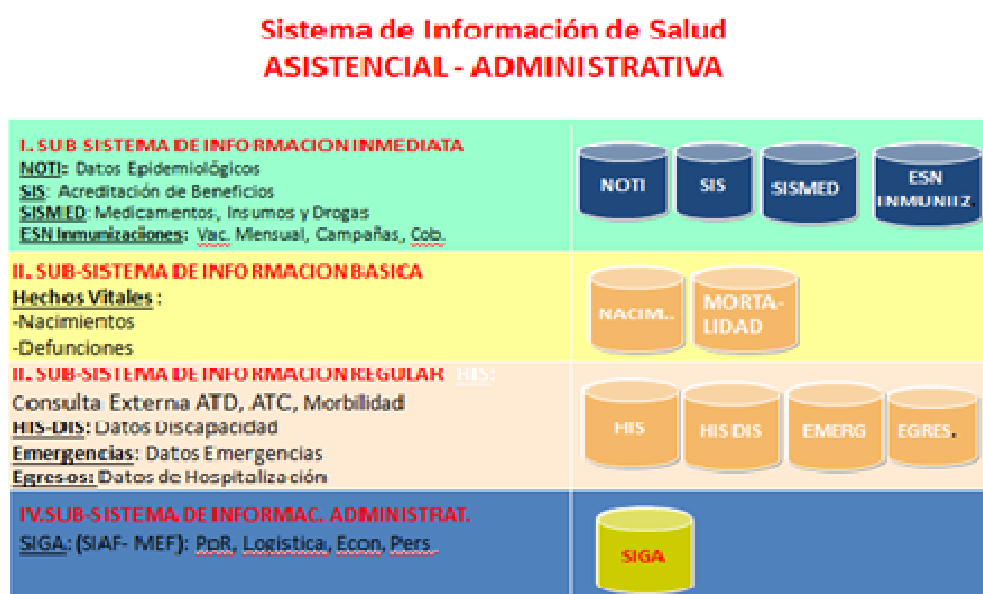 Sistema de Información de Salud
ASISTENCIAL - ADMINISTRATIVA
I.. SUB SISTEMA DE INFORMACION INMEDIATA
NOTI: Datos Epidemiológicos
SIS: Acreditación de Beneficios
SISMED: Medicamentos, Insumos y Drogas
ESN Inmunizaciiones: Vac. Mensual, Campañas,, Cob.
NOTI
SIS
SISMED
ESN
INMUNIIZ.
II.. SUB-SISTEMA DE INFORMACION BASICA
Hechos Vitales :
-Nacimientos
-Defunciones
NACIM..
MORTA-
LIDAD
II.. SUB-SISTEMA DE INFORMACION REGULAR HIS:
Consulta Externa ATD, .ATC, Morbilidad
HIS-DIS: Datos Discapacidad
Emergencias: Datos Emergencias
Egresos: Datos de Hospitalización
HIS
HIS DIS
EMERG
EGRES.
IV.SUB-SISTEMA DE INFORMAC. ADMINISTRAT.
SIGA: (SIAF- MEF): PpR, Logistica, Econ, Pers.
SIGA